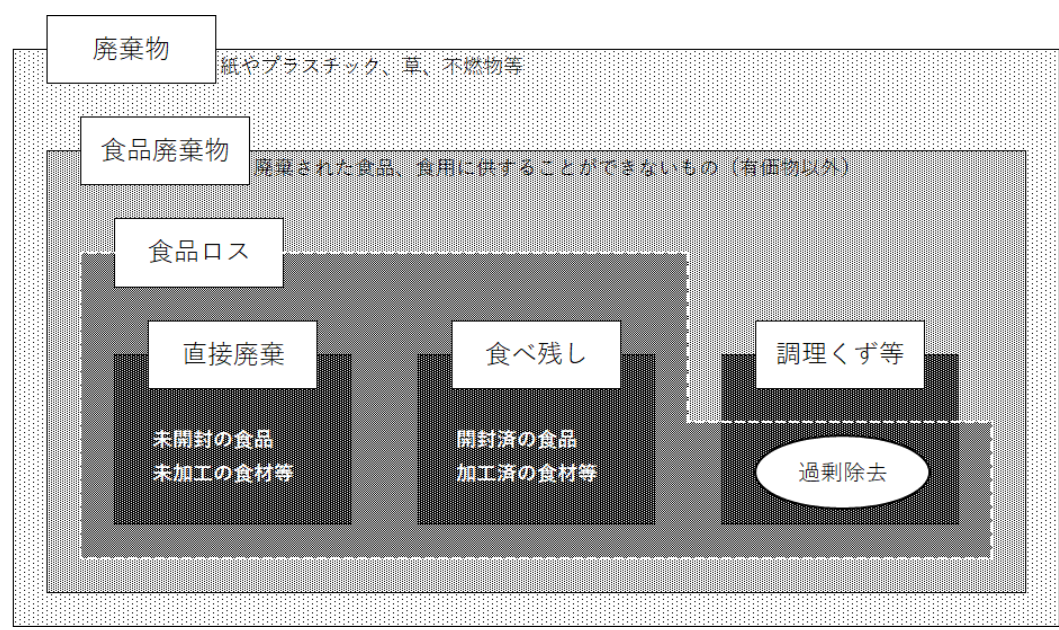 廃棄物
紙やプラスチック、草、不燃物等
食品廃棄物
廃棄された食品、食用に供することができないもの（有価物以外）
食品ロス
直接廃棄
未開封の食品
未加工の食材等
食べ残し
開封済の食品
加工済の食材等
調理くず等
過剰除去